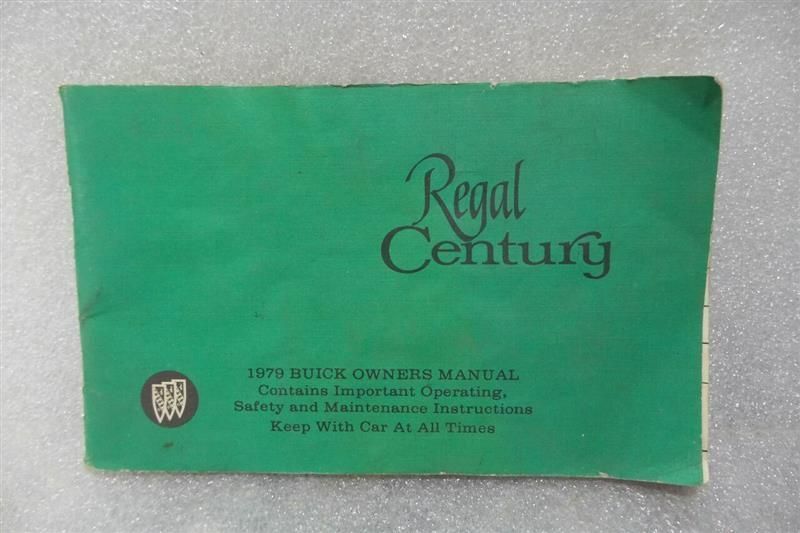 Regal
Century
1979 BUICK OWNERS MANUAL
Contains Important Operating,
Safety and Maintenance Instructions
Keep With Car At All Times